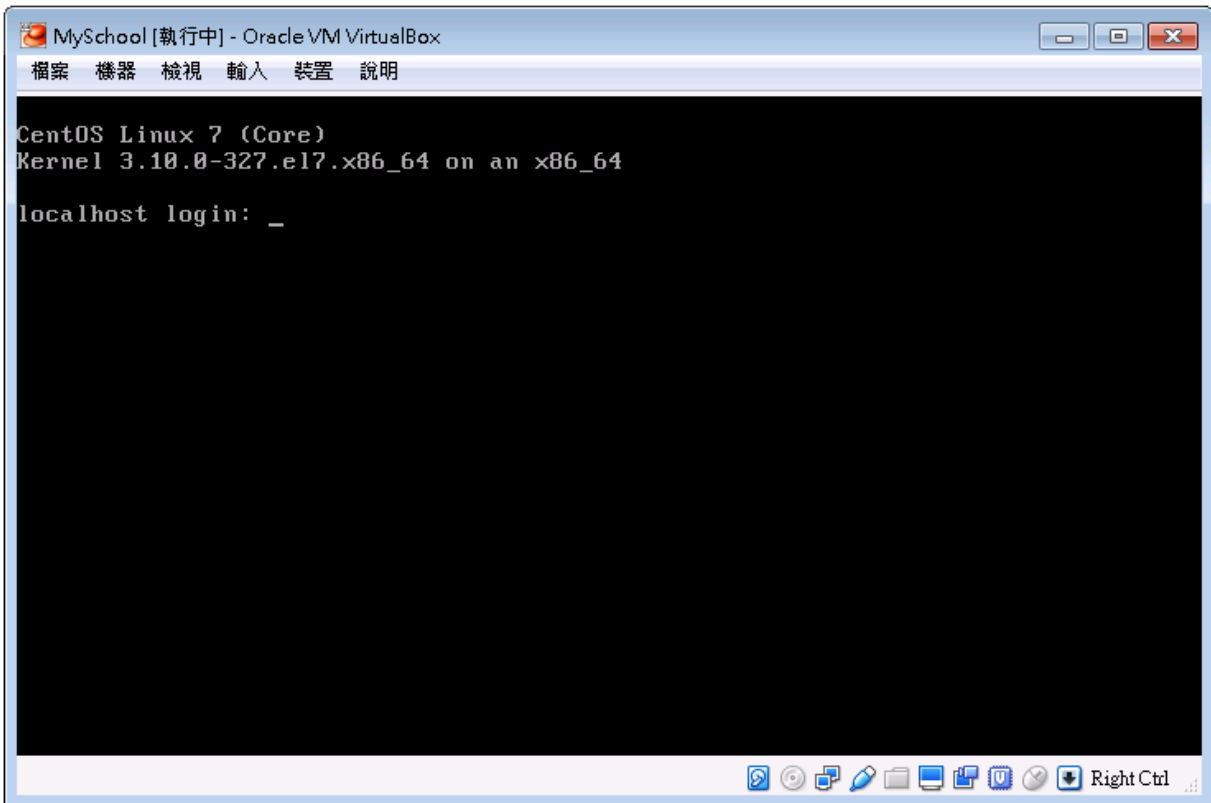 MySchool [執行中] - Oracle VM VirtualBox
檔案 機器 檢視 輸入 裝置 說明
CentOS Linux 7 (Core)
Kernel 3.10.0-327.el7.x86_64 on an x86_64
localhost login: _
Right Ctrl